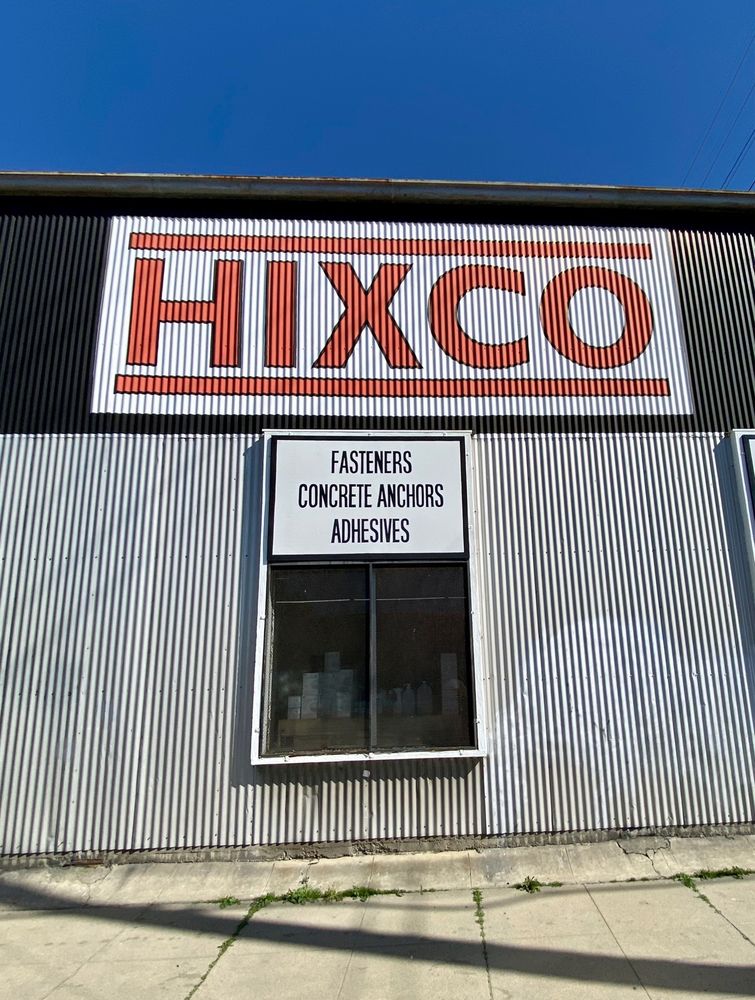 HIXCO
FASTENERS
CONCRETE ANCHORS
ADHESIVES